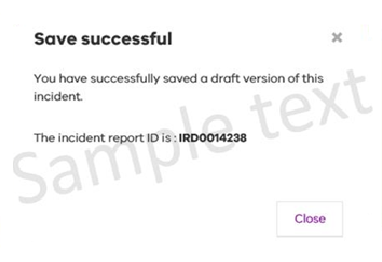 Save successful
You have successfully saved a draft version of this
incident.
The incident report ID is : IRD0014238
Sample text
Close